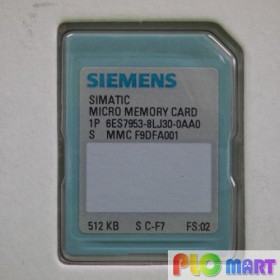 SIEMENS
SIMATIC
MICRO MEMORY CARD
1P 6ES7953-8LJ30-0AA0
S MMC F9DFA001
512 KB S C-F7 FS:02
PLC mart